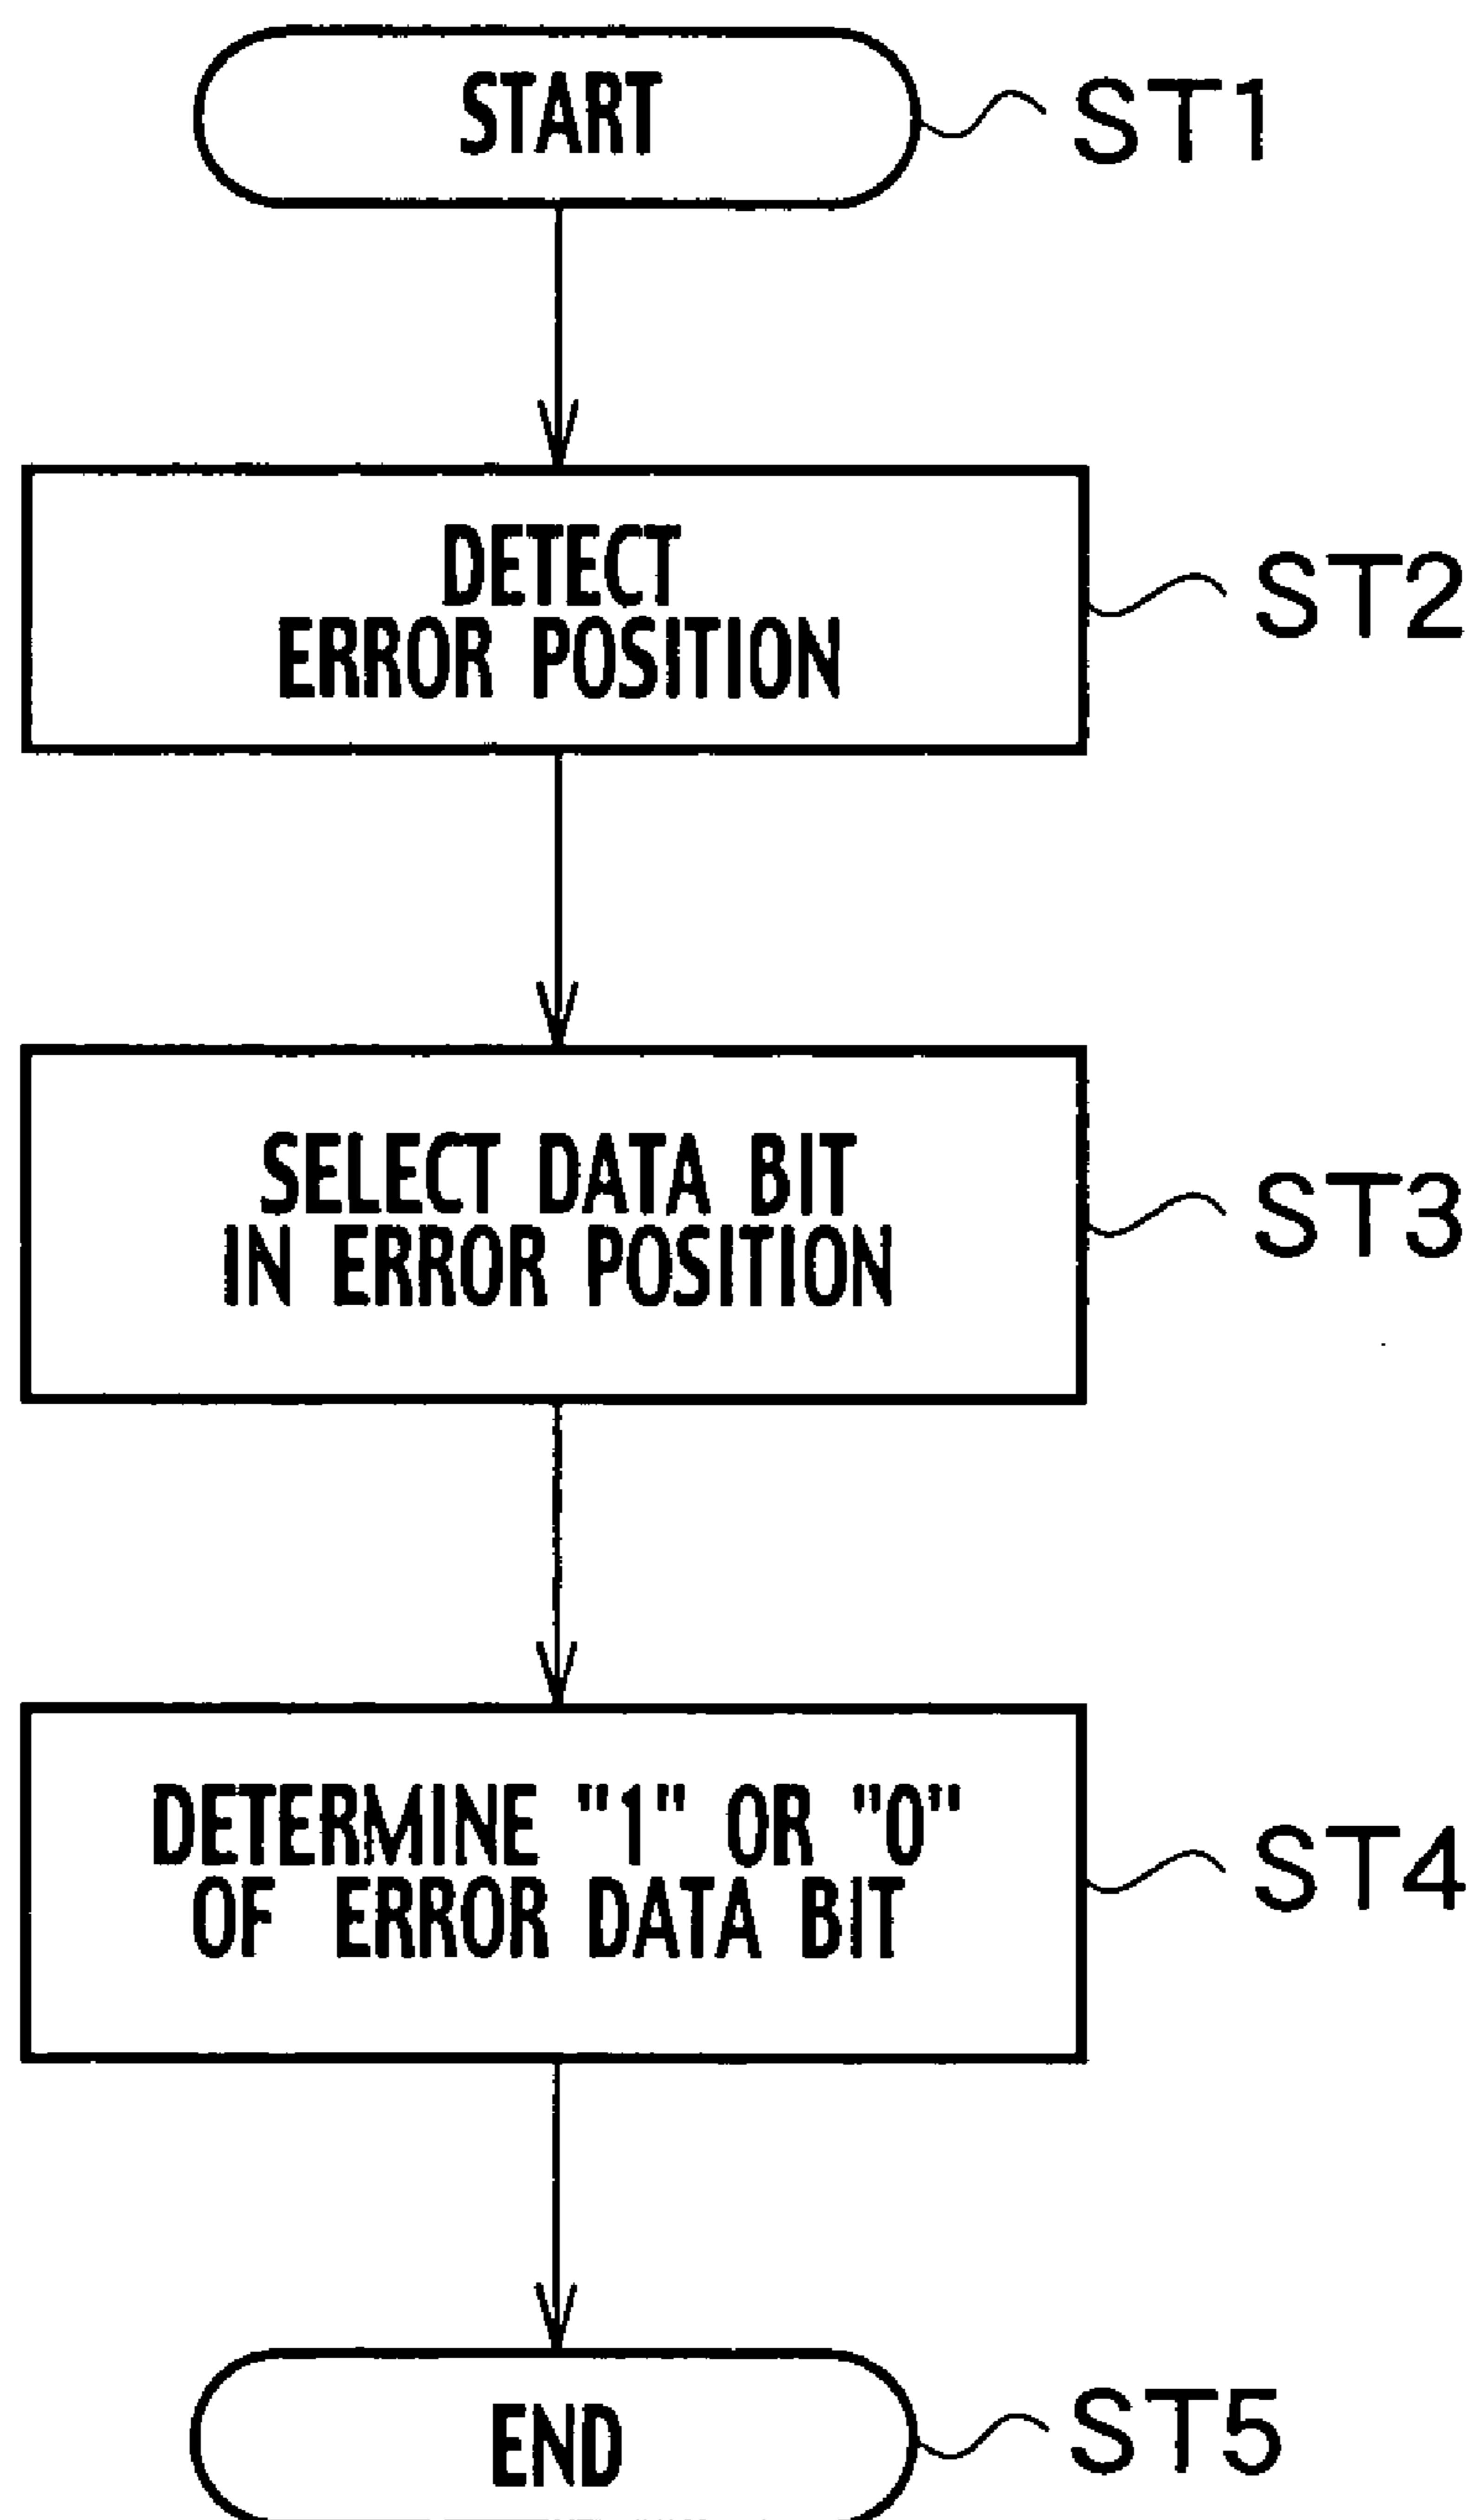 START
ST1
DETECT
ERROR POSITION
ST2
SELECT DATA BIT
IN ERROR POSITION
ST3
DETERMINE "1" OR "0"
OF ERROR DATA BIT
ST4
END
ST5